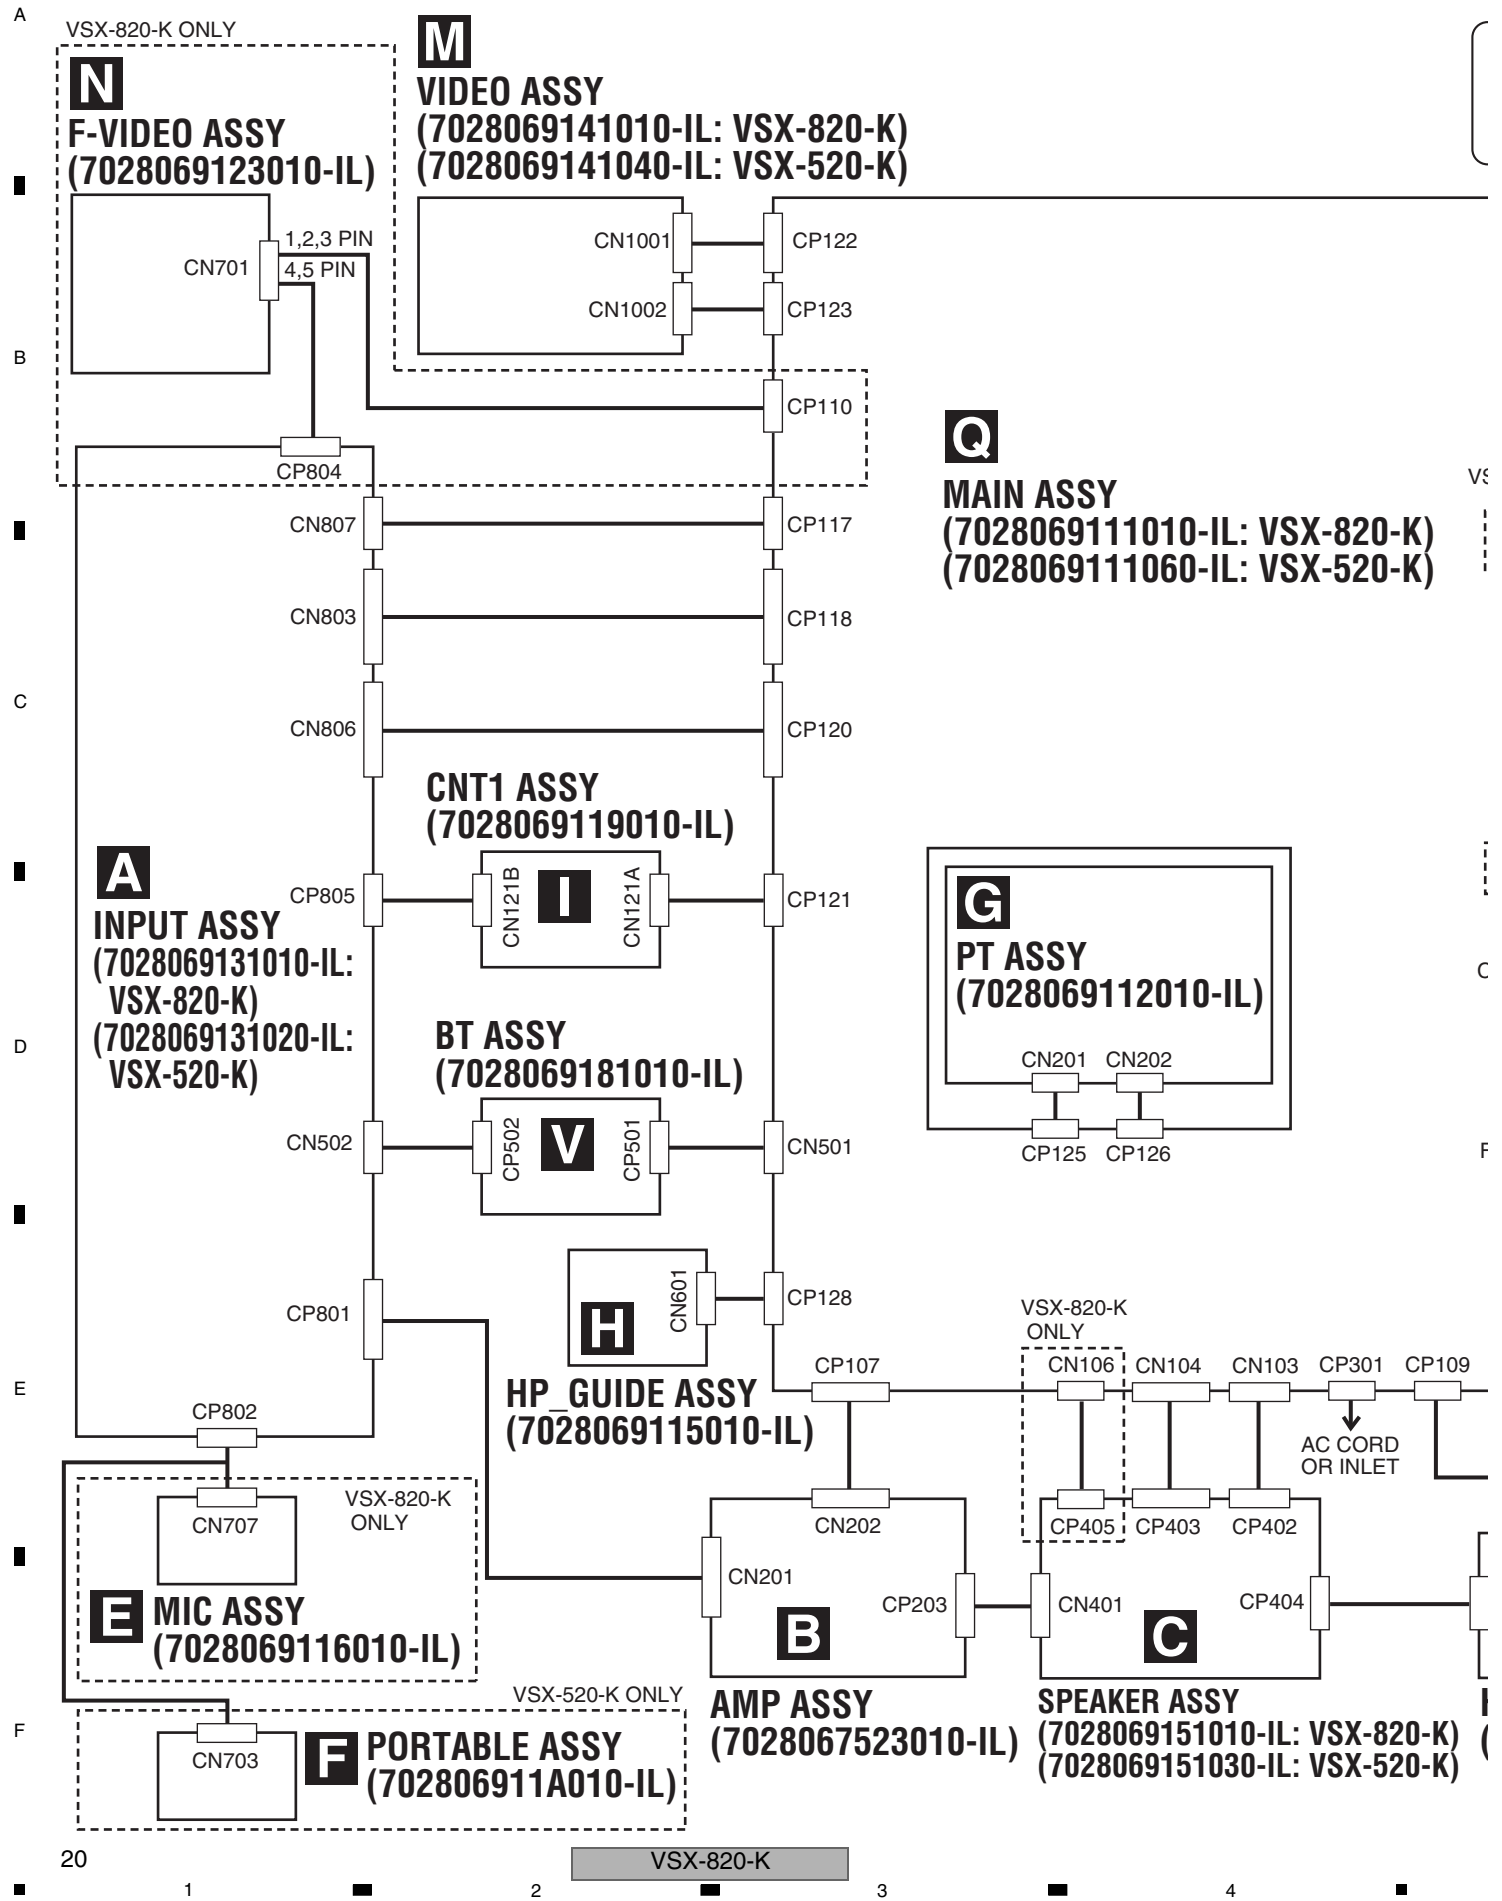 A
VSX-820-K ONLY
N
F-VIDEO ASSY
(7028069123010-IL)
M
VIDEO ASSY
(7028069141010-IL: VSX-820-K)
(7028069141040-IL: VSX-520-K)
CN701
1,2,3 PIN
4,5 PIN
CN1001
CP122
CN1002
CP123
B
CP110
CP804
Q
MAIN ASSY
(7028069111010-IL: VSX-820-K)
(7028069111060-IL: VSX-520-K)
VS
CN807
CP117
CN803
CP118
C
CN806
CP120
CNT1 ASSY
(7028069119010-IL)
CP805
CN121B
I
CN121A
CP121
A
INPUT ASSY
(7028069131010-IL:
VSX-820-K)
(7028069131020-IL:
VSX-520-K)
G
PT ASSY
(7028069112010-IL)
CN201
CN202
CP125
CP126
D
BT ASSY
(7028069181010-IL)
CN502
CP502
V
CP501
CN501
CP801
H
CN601
CP128
HP_GUIDE ASSY
(7028069115010-IL)
VSX-820-K
ONLY
CP107
CN106
CN104
CN103
CP301
CP109
E
AC CORD
OR INLET
CP802
VSX-820-K
ONLY
CN707
E
MIC ASSY
(7028069116010-IL)
CN202
CN201
CP203
B
AMP ASSY
(7028067523010-IL)
CP405
CP403
CP402
CN401
CP404
C
SPEAKER ASSY
(7028069151010-IL: VSX-820-K)
(7028069151030-IL: VSX-520-K)
VSX-520-K ONLY
F
CN703
F
PORTABLE ASSY
(702806911A010-IL)
20
VSX-820-K
1
2
3
4